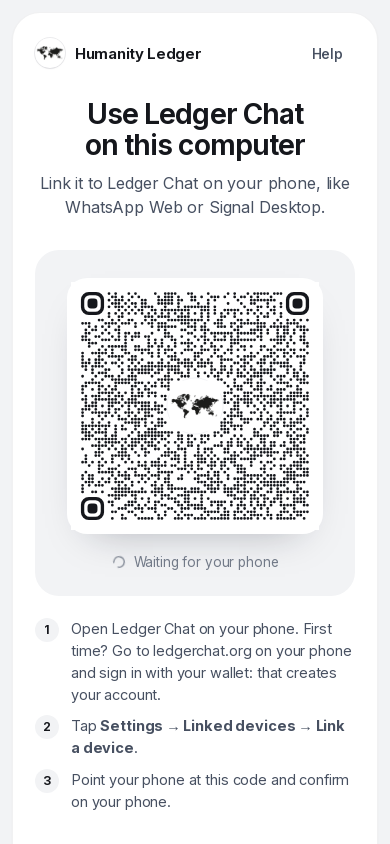 Humanity Ledger
Help
Use Ledger Chat
on this computer
Link it to Ledger Chat on your phone, like
WhatsApp Web or Signal Desktop.
Waiting for your phone
1 Open Ledger Chat on your phone. First
time? Go to ledgerchat.org on your phone
and sign in with your wallet: that creates
your account.
2 Tap Settings → Linked devices → Link
a device.
3 Point your phone at this code and confirm
on your phone.